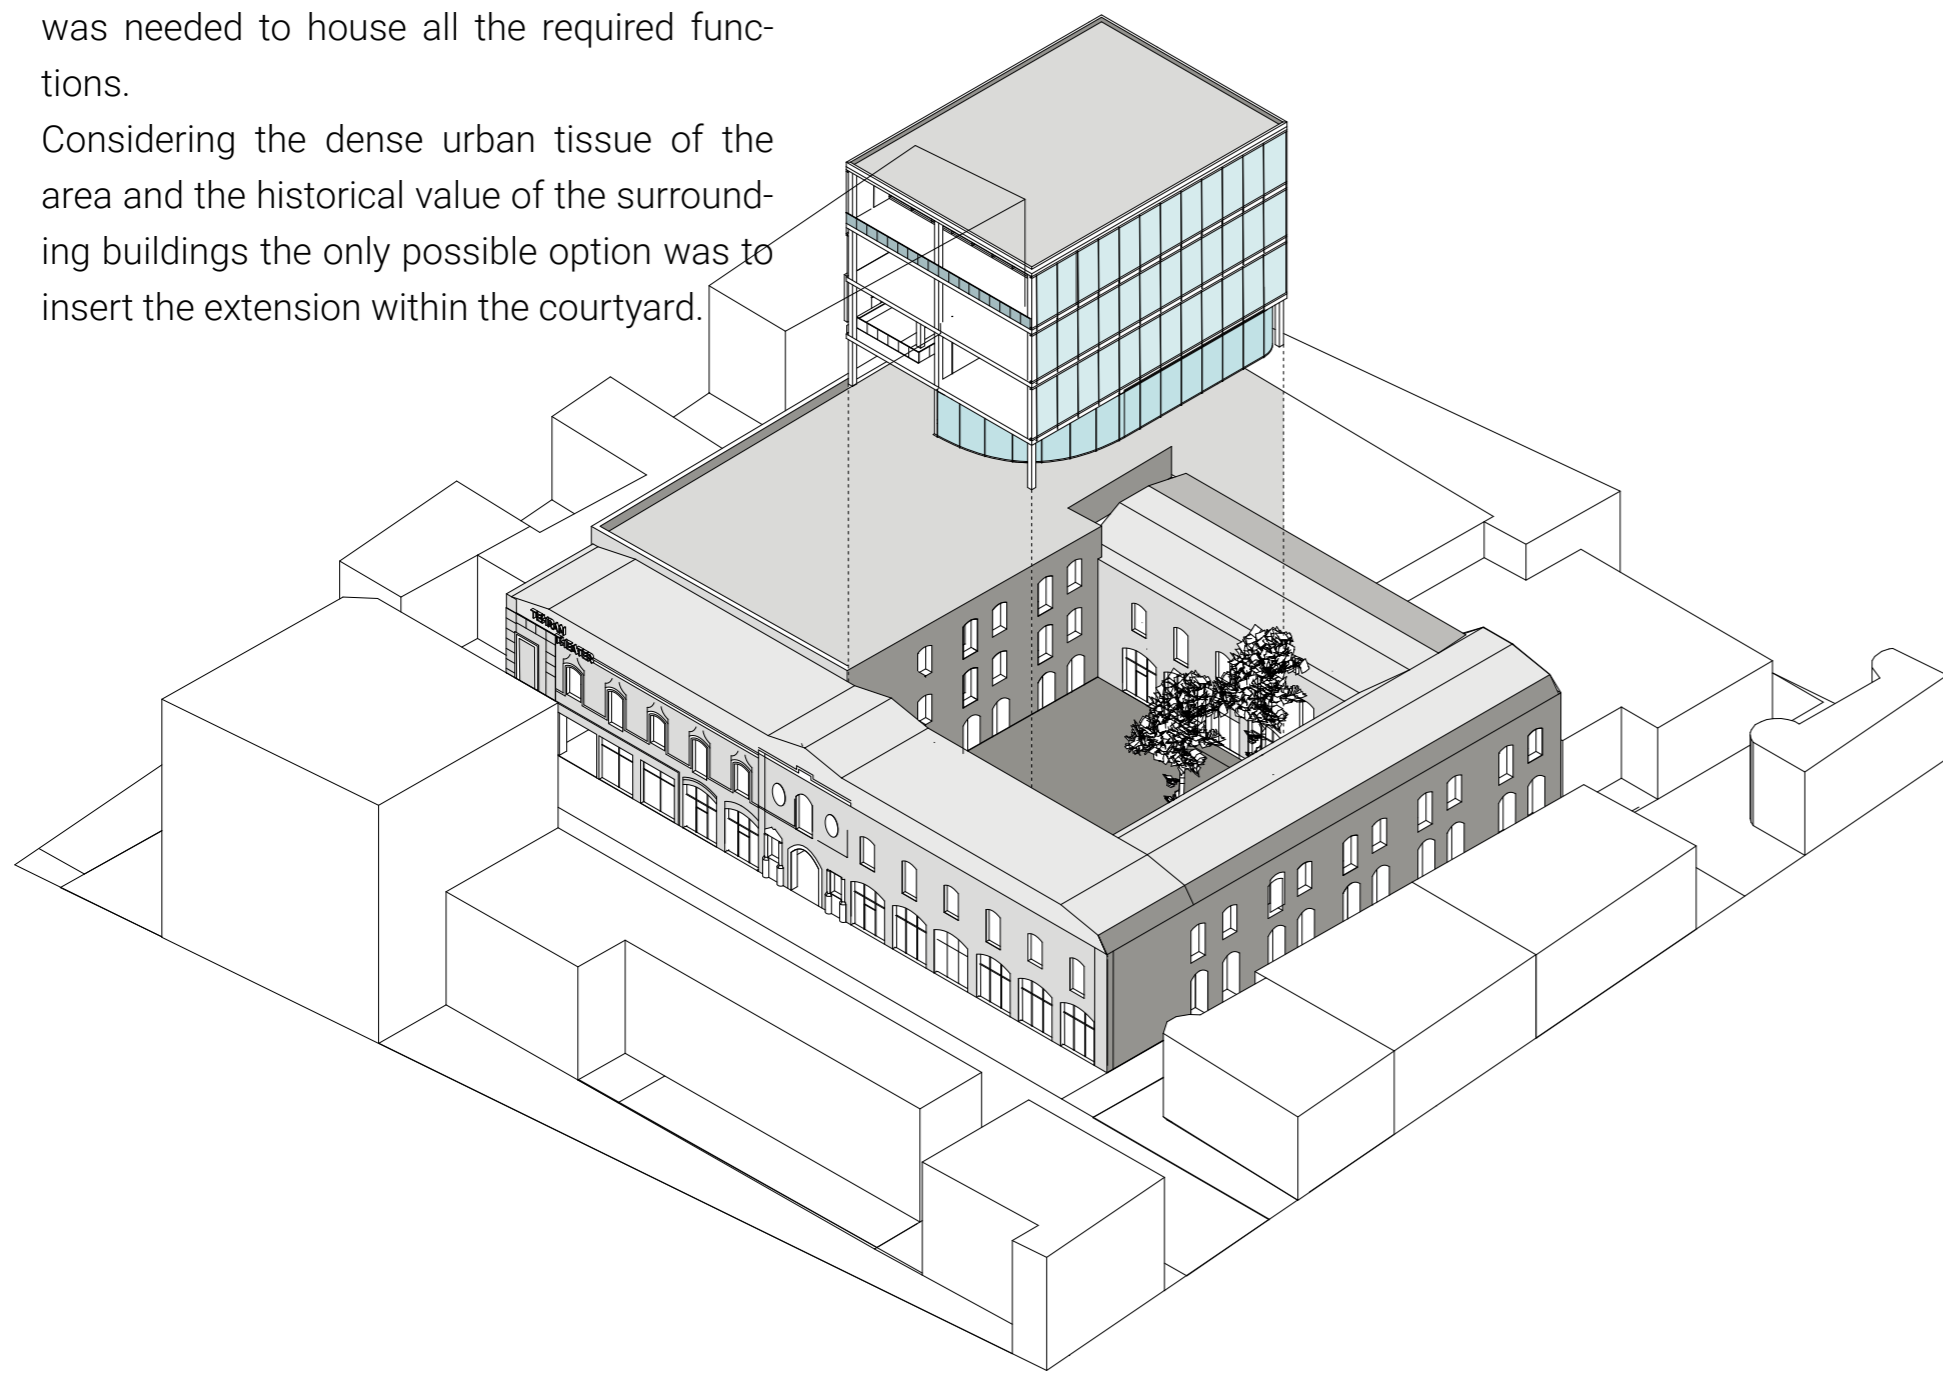 was needed to house all the required func-
tions.
Considering the dense urban tissue of the
area and the historical value of the surround-
ing buildings the only possible option was to
insert the extension within the courtyard.
TEHRAN
THEATER